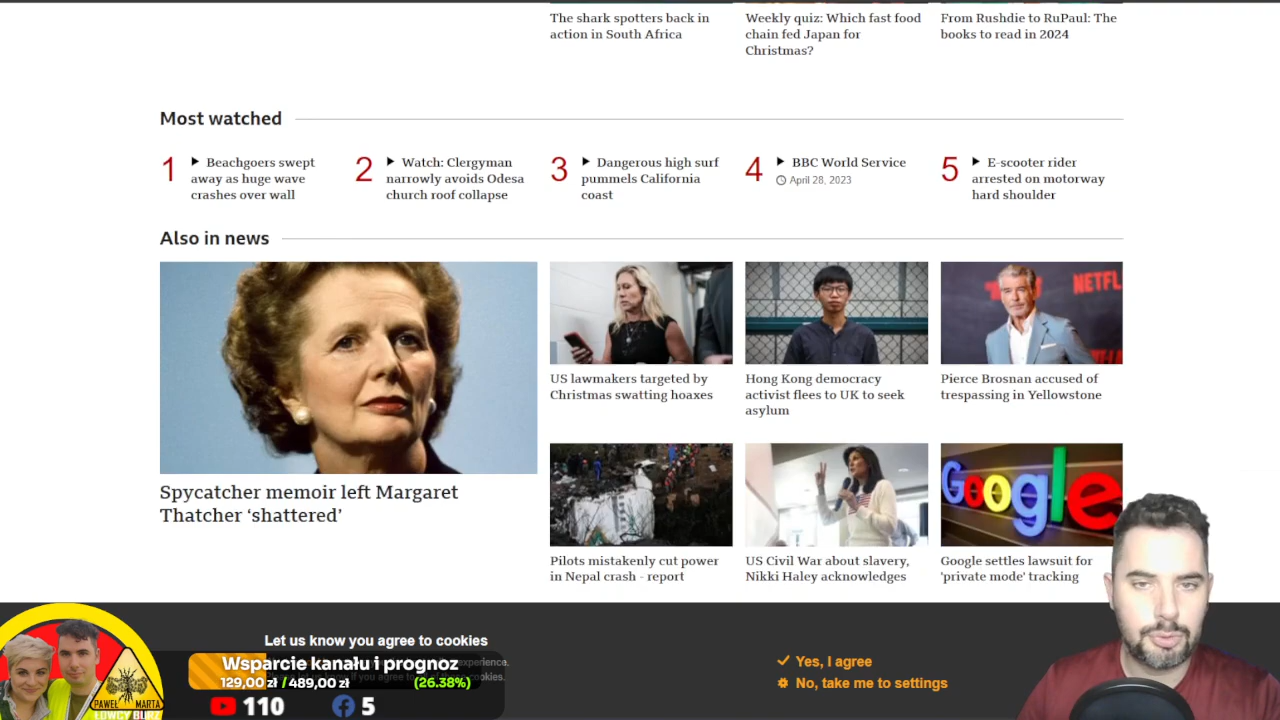 The shark spotters back in
action in South Africa
Weekly quiz: Which fast food
chain fed Japan for
Christmas?
From Rushdie to RuPaul: The
books to read in 2024
Most watched
1 Beachgoers swept
away as huge wave
crashes over wall
2 Watch: Clergyman
narrowly avoids Odesa
church roof collapse
3 Dangerous high surf
pummels California
coast
4 BBC World Service
April 28, 2023
5 E-scooter rider
arrested on motorway
hard shoulder
Also in news
Spycatcher memoir left Margaret
Thatcher ‘shattered’
US lawmakers targeted by
Christmas swatting hoaxes
Hong Kong democracy
activist flees to UK to seek
asylum
NETFL
Pierce Brosnan accused of
trespassing in Yellowstone
Pilots mistakenly cut power
in Nepal crash - report
US Civil War about slavery,
Nikki Haley acknowledges
Google
Google settles lawsuit for
'private mode' tracking
Let us know you agree to cookies
experience.
Wsparcie kanału i prognoz
129,00 zł / 489,00 zł (26.38%)
cookies.
110 5
Yes, I agree
No, take me to settings
PAWEŁ MARTA
ŁOWCY BURZ